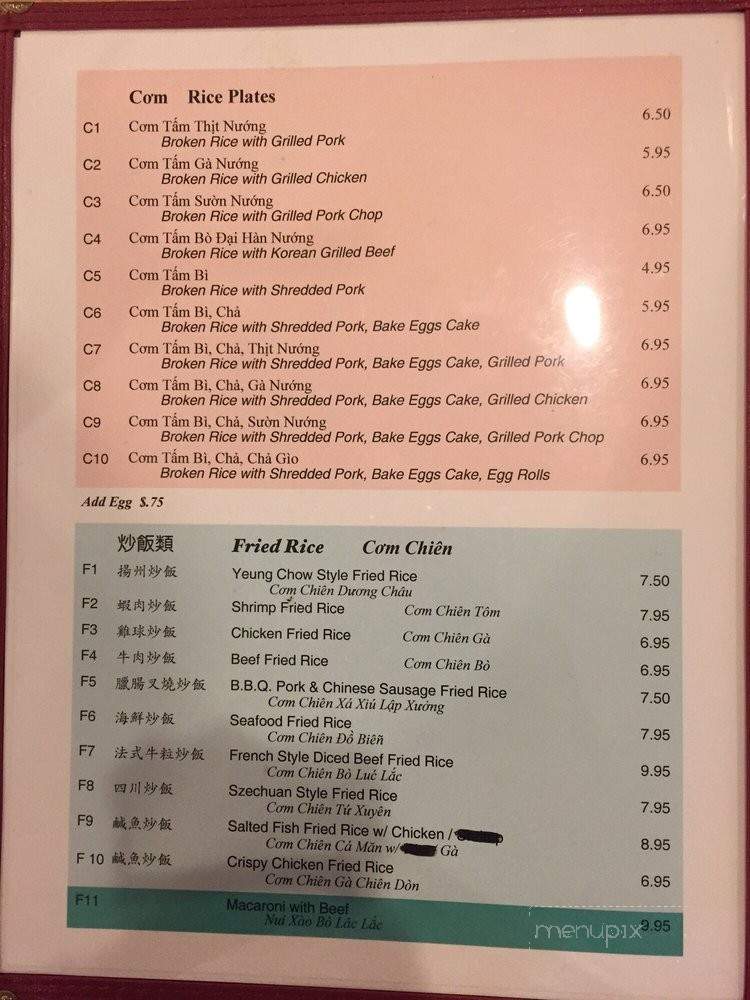 Cơm Rice Plates
C1 Cơm Tấm Thịt Nướng 6.50
Broken Rice with Grilled Pork
C2 Cơm Tấm Gà Nướng 5.95
Broken Rice with Grilled Chicken
C3 Cơm Tấm Sườn Nướng 6.50
Broken Rice with Grilled Pork Chop
C4 Cơm Tấm Bò Đại Hàn Nướng 6.95
Broken Rice with Korean Grilled Beef
C5 Cơm Tấm Bì 4.95
Broken Rice with Shredded Pork
C6 Cơm Tấm Bì, Chả 5.95
Broken Rice with Shredded Pork, Bake Eggs Cake
C7 Cơm Tấm Bì, Chả, Thịt Nướng 6.95
Broken Rice with Shredded Pork, Bake Eggs Cake, Grilled Pork
C8 Cơm Tấm Bì, Chả, Gà Nướng 6.95
Broken Rice with Shredded Pork, Bake Eggs Cake, Grilled Chicken
C9 Cơm Tấm Bì, Chả, Sườn Nướng 6.95
Broken Rice with Shredded Pork, Bake Eggs Cake, Grilled Pork Chop
C10 Cơm Tấm Bì, Chả, Chả Gìo 6.95
Broken Rice with Shredded Pork, Bake Eggs Cake, Egg Rolls
Add Egg $.75
炒飯類 Fried Rice Cơm Chiên
F1 揚州炒飯 Yeung Chow Style Fried Rice 7.50
Cơm Chiên Dương Châu
F2 蝦肉炒飯 Shrimp Fried Rice Cơm Chiên Tôm 7.95
F3 雞球炒飯 Chicken Fried Rice Cơm Chiên Gà 6.95
F4 牛肉炒飯 Beef Fried Rice Cơm Chiên Bò 6.95
F5 臘腸叉燒炒飯 B.B.Q. Pork & Chinese Sausage Fried Rice 7.50
Cơm Chiên Xá Xíu Lập Xưởng
F6 海鮮炒飯 Seafood Fried Rice 7.95
Cơm Chiên Đồ Biêñ
F7 法式牛粒炒飯 French Style Diced Beef Fried Rice 9.95
Cơm Chiên Bò Lućc Lắc
F8 四川炒飯 Szechuan Style Fried Rice 7.95
Cơm Chiên Tứ Xuyên
F9 鹹魚炒飯 Salted Fish Fried Rice w/ Chicken / 8.95
Cơm Chiên Cá Mặn w/ Gà
F 10 鹹魚炒飯 Crispy Chicken Fried Rice 6.95
Cơm Chiên Gà Chiên Dòn
F11 Macaroni with Beef 9.95
Nui Xào Bò Lâc Lắc
menupix